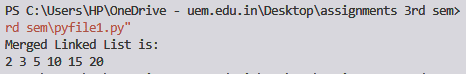 PS C:\Users\HP\OneDrive - uem.edu.in\Desktop\assignments 3rd sem>
rd sem\pyfile1.py"
Merged Linked List is:
2 3 5 10 15 20